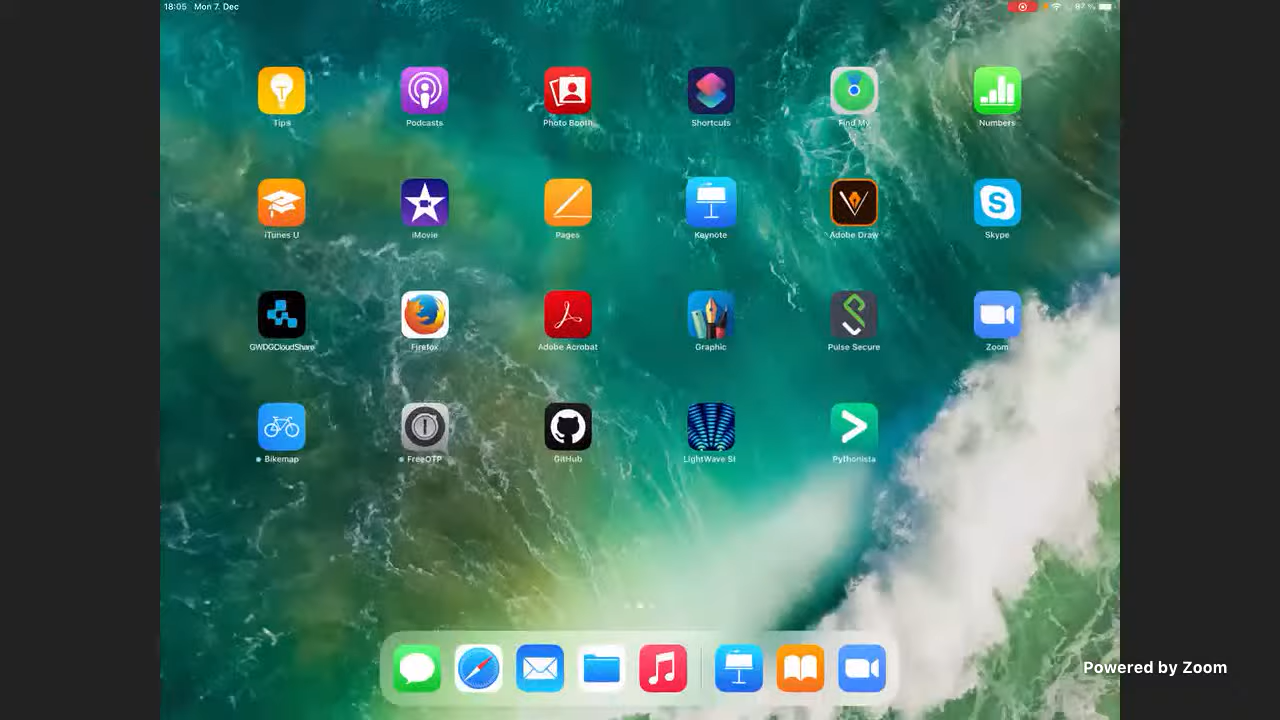 18:05 Mon 7. Dec
87 %
Tips
Podcasts
Photo Booth
Shortcuts
Find My
Numbers
iTunes U
iMovie
Pages
Keynote
Adobe Draw
Skype
GWDGCloudShare
Firefox
Adobe Acrobat
Graphic
Pulse Secure
Zoom
Bikemap
FreeOTP
GitHub
LightWave SI
Pythonista
Powered by Zoom